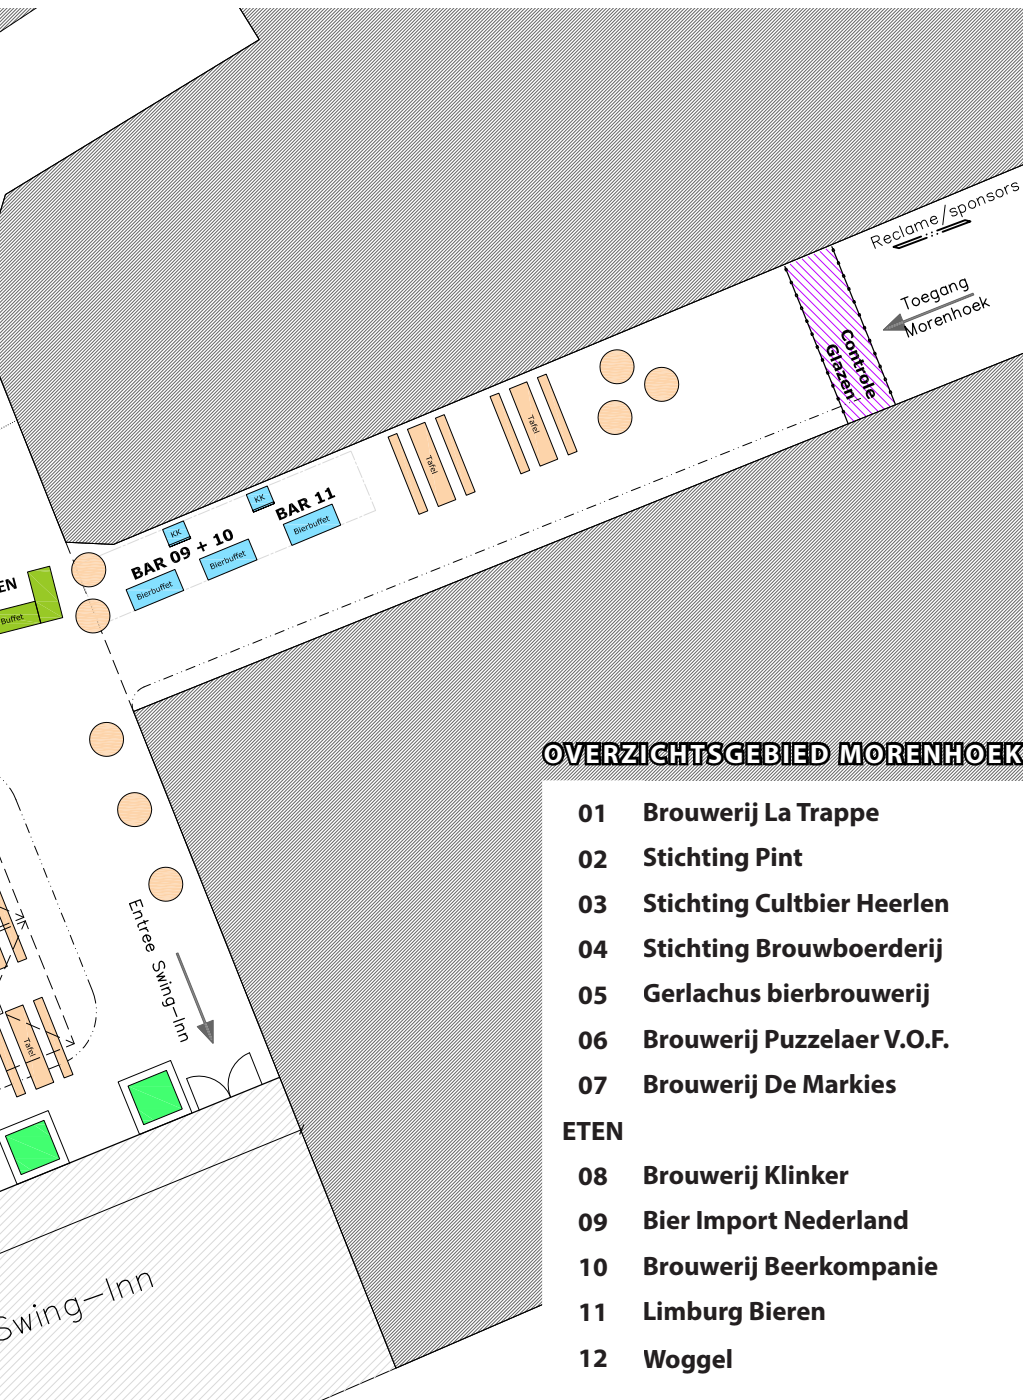 Reclame/sponsors
Toegang
Morenhoek
Controle
Glazen
Tafel
Tafel
KK
BAR 11
Bierbuffet
KK
BAR 09 + 10
Bierbuffet
Bierbuffet
EN
Buffet
Entree Swing-Inn
Tafel
Swing-Inn
OVERZICHTSGEBIED MORENHOEK
01 Brouwerij La Trappe
02 Stichting Pint
03 Stichting Cultbier Heerlen
04 Stichting Brouwboerderij
05 Gerlachus bierbrouwerij
06 Brouwerij Puzzelaer V.O.F.
07 Brouwerij De Markies
ETEN
08 Brouwerij Klinker
09 Bier Import Nederland
10 Brouwerij Beerkompanie
11 Limburg Bieren
12 Woggel